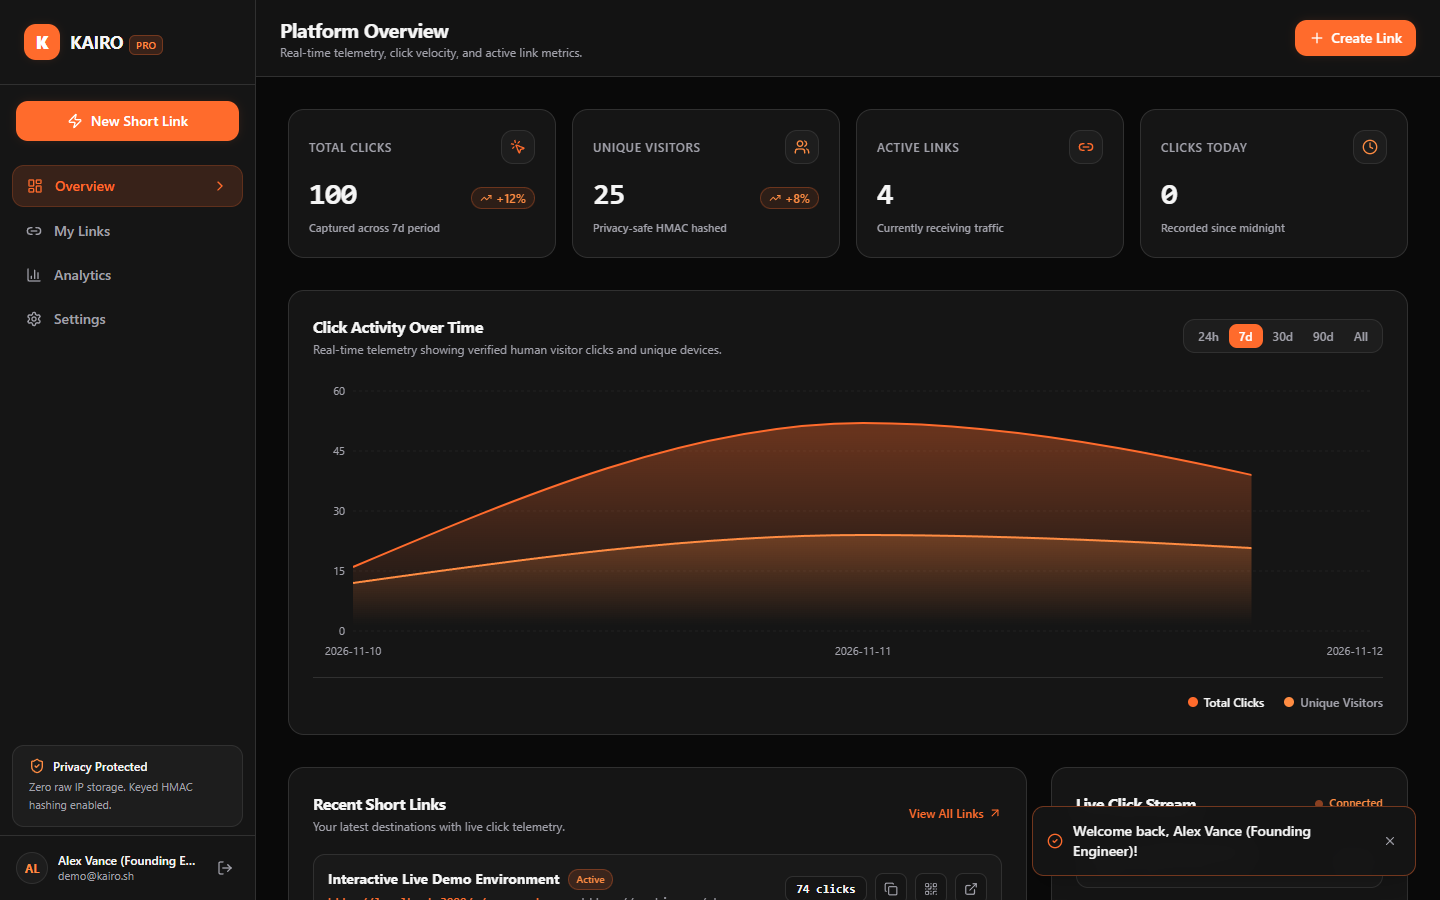 K KAIRO PRO
New Short Link
Overview
My Links
Analytics
Settings
Privacy Protected
Zero raw IP storage. Keyed HMAC
hashing enabled.
AL
Alex Vance (Founding E...
demo@kairo.sh
Platform Overview
Real-time telemetry, click velocity, and active link metrics.
Create Link
TOTAL CLICKS
100
+12%
Captured across 7d period
UNIQUE VISITORS
25
+8%
Privacy-safe HMAC hashed
ACTIVE LINKS
4
Currently receiving traffic
CLICKS TODAY
0
Recorded since midnight
Click Activity Over Time
Real-time telemetry showing verified human visitor clicks and unique devices.
24h 7d 30d 90d All
60
45
30
15
0
2026-11-10 2026-11-11 2026-11-12
Total Clicks Unique Visitors
Recent Short Links
Your latest destinations with live click telemetry.
View All Links
Interactive Live Demo Environment Active
74 clicks
Live Click Stream
Connected
Welcome back, Alex Vance (Founding
Engineer)!